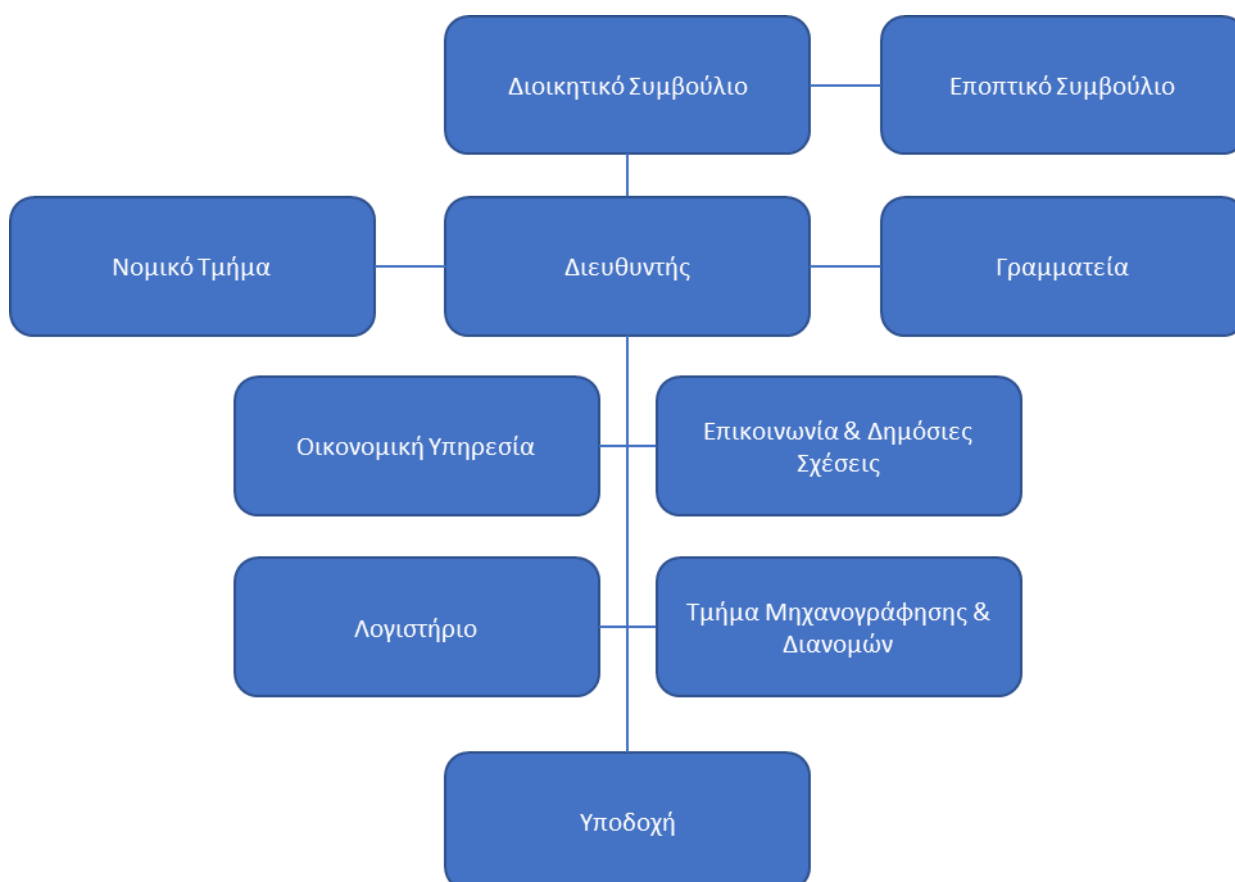 Διοικητικό Συμβούλιο
Εποπτικό Συμβούλιο
Νομικό Τμήμα
Διευθυντής
Γραμματεία
Οικονομική Υπηρεσία
Επικοινωνία & Δημόσιες
Σχέσεις
Λογιστήριο
Τμήμα Μηχανογράφησης &
Διανομών
Υποδοχή